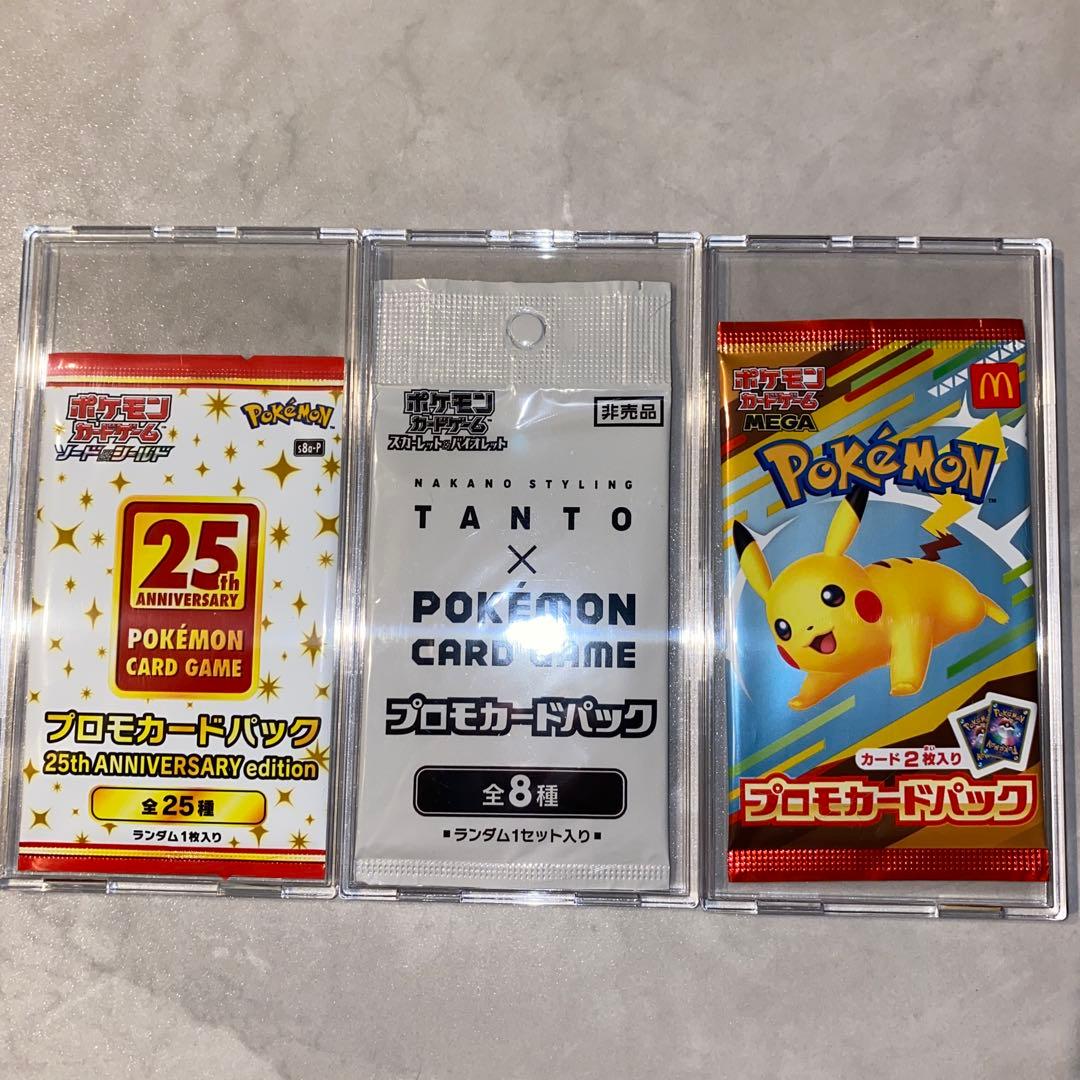 ポケモン
カードゲーム
ソード&シールド
Pokémon
s8a-P
25th
ANNIVERSARY
POKÉMON
CARD GAME
プロモカードパック
25th ANNIVERSARY edition
全25種
ランダム1枚入り
ポケモン
カードゲーム
スカーレット&バイオレット
非売品
NAKANO STYLING
TANTO
×
POKÉMON
CARD GAME
プロモカードパック
全8種
■ランダム1セット入り■
ポケモン
カードゲーム
MEGA
M
POKÉMON
TM
カード2枚入り
まい
プロモカードパック